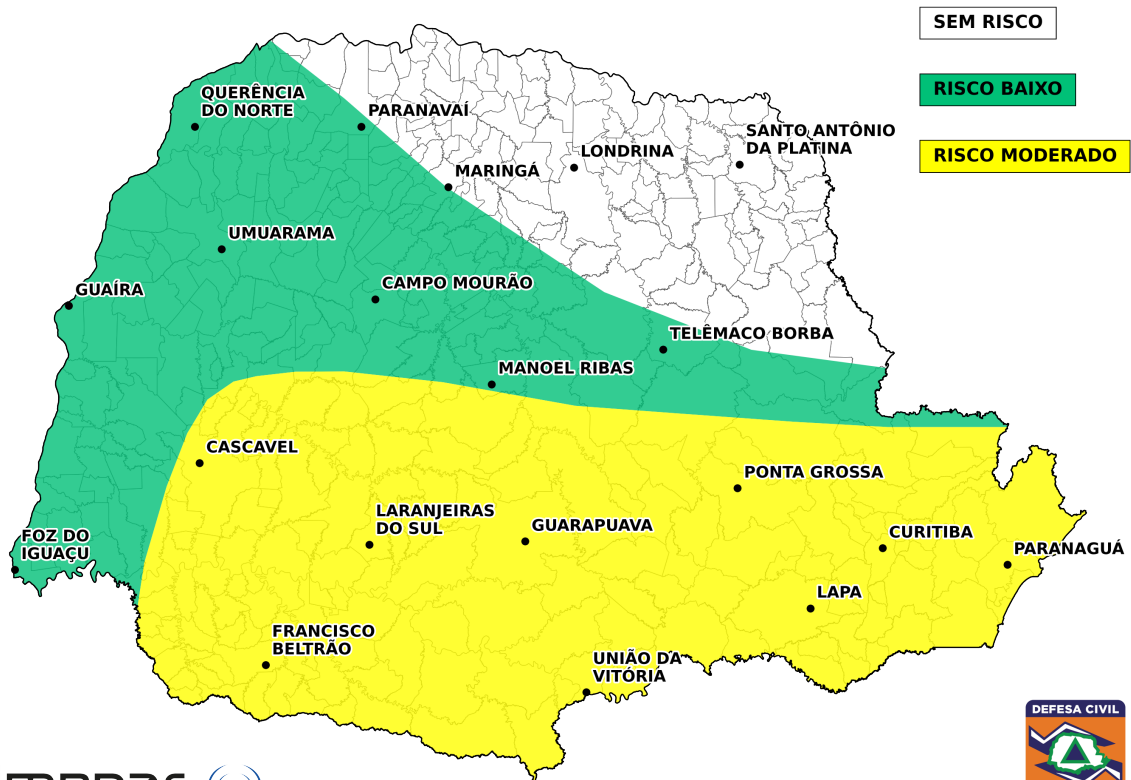 SEM RISCO
RISCO BAIXO
RISCO MODERADO
QUERÊNCIA
DO NORTE
PARANAVAÍ
SANTO ANTÔNIO
DA PLATINA
LONDRINA
MARINGÁ
UMUARAMA
CAMPO MOURÃO
GUAÍRA
TELÊMACO BORBA
MANOEL RIBAS
CASCAVEL
PONTA GROSSA
LARANJEIRAS
DO SUL
GUARAPUAVA
CURITIBA
FOZ DO
IGUAÇU
PARANAGUÁ
LAPA
FRANCISCO
BELTRÃO
UNIÃO DA
VITÓRIA
DEFESA CIVIL